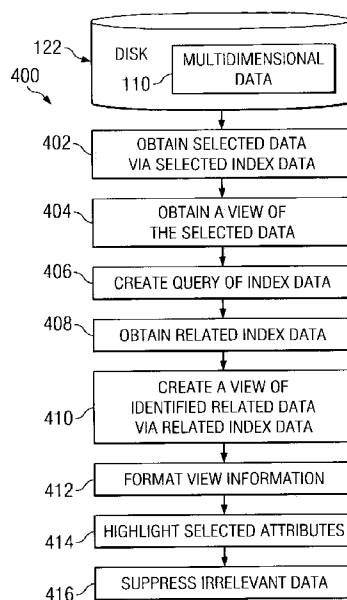 122
DISK
MULTIDIMENSIONAL
DATA
110
400
402
OBTAIN SELECTED DATA
VIA SELECTED INDEX DATA
404
OBTAIN A VIEW OF
THE SELECTED DATA
406
CREATE QUERY OF INDEX DATA
408
OBTAIN RELATED INDEX DATA
410
CREATE A VIEW OF
IDENTIFIED RELATED DATA
VIA RELATED INDEX DATA
412
FORMAT VIEW INFORMATION
414
HIGHLIGHT SELECTED ATTRIBUTES
416
SUPPRESS IRRELEVANT DATA